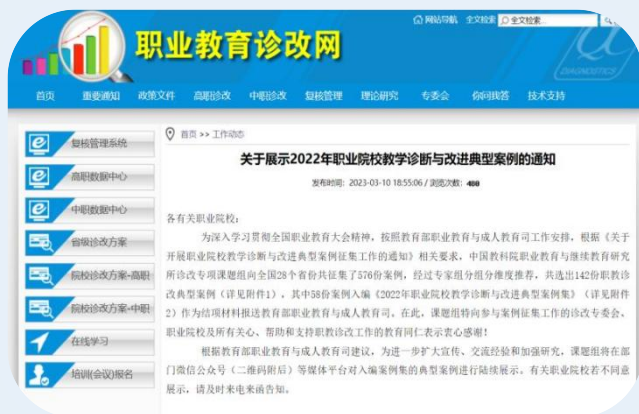 网站导航 全文检索 全文检索...
职业教育诊改网
DIAGNOSTICS
首页 重要通知 政策文件 高职诊改 中职诊改 复核管理 理论研究 专委会 你问我答 技术支持
首页 >> 工作动态
复核管理系统
高职数据中心
中职数据中心
省级诊改方案
院校诊改方案-高职
院校诊改方案-中职
在线学习
培训(会议)报名
关于展示2022年职业院校教学诊断与改进典型案例的通知
发布时间：2023-03-10 18:55:06 / 浏览次数：480
各有关职业院校：
为深入学习贯彻全国职业教育大会精神，按照教育部职业教育与成人教育司工作安排，根据《关于
开展职业院校教学诊断与改进典型案例征集工作的通知》相关要求，中国教科院职业教育与继续教育研究
所诊改专项课题组向全国28个省份共征集了576份案例，经过专家组分组分维度推荐，共选出142份职教诊
改典型案例（详见附件1），其中58份案例入编《2022年职业院校教学诊断与改进典型案例集》（详见附件
2）作为结项材料报送教育部职业教育与成人教育司。在此，课题组特向参与案例征集工作的诊改专委会、
职业院校及所有关心、帮助和支持职教诊改工作的教育同仁表示衷心感谢！
根据教育部职业教育与成人教育司建议，为进一步扩大宣传、交流经验和加强研究，课题组将在部
门微信公众号（二维码附后）等媒体平台对入编案例集的典型案例进行陆续展示。有关职业院校若不同意
展示，请及时来电来函告知。